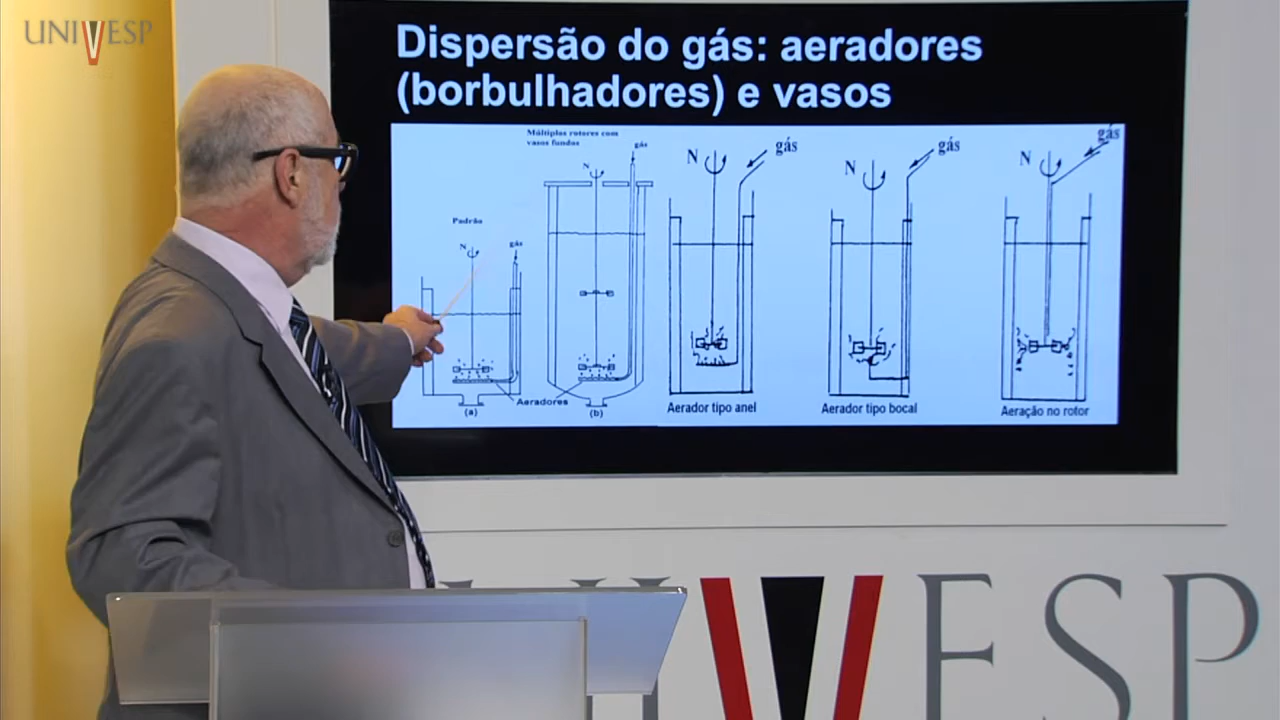 UNIVESP
Dispersão do gás: aeradores
(borbulhadores) e vasos
Múltiplos rotores com
vasos fundos
gás
N
Padrão
N
gás
Aeradores
(a)
(b)
N
gás
Aerador tipo anel
N
gás
Aerador tipo bocal
N
gás
Aeração no rotor
VESP